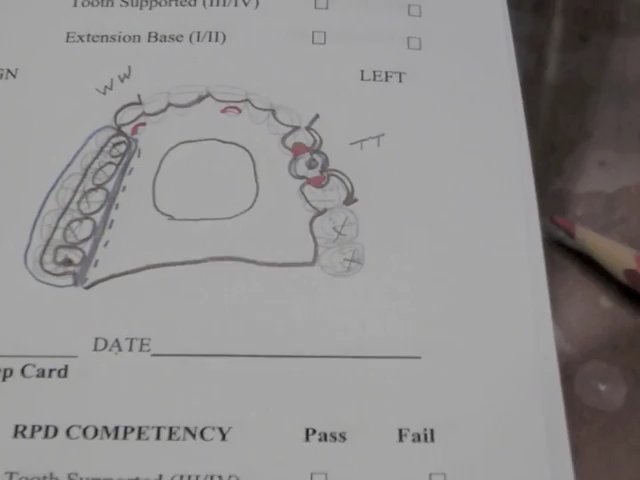 Tooth Supported (III/IV)
Extension Base (I/II)
GN
LEFT
WW
DATE
p Card
RPD COMPETENCY Pass Fail
Tooth Supported (III/IV)